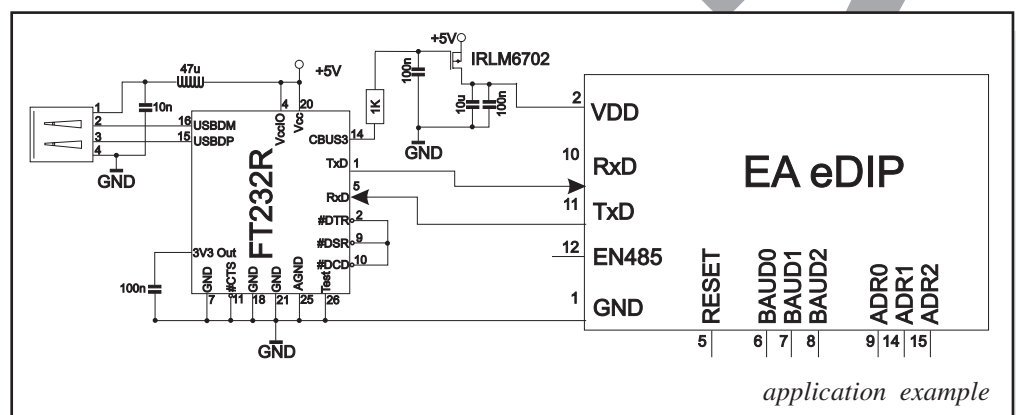 +5V
IRLM6702
47u
+5V
100n
10u
100n
1K
10n
1
2
3
4
GND
16 USBDM
15 USBDP
4
20
VccIO
Vcc
CBUS3 14
GND
TxD 1
RxD 5
#DTR 2
#DSR 9
#DCD 10
FT232R
3V3 Out
100n
GND
#CTS
GND
GND
AGND
Test
7
11
18
21
25
26
GND
2 VDD
10 RxD
11 TxD
12 EN485
1 GND
EA eDIP
RESET
BAUD0
BAUD1
BAUD2
ADR0
ADR1
ADR2
5
6
7
8
9
14
15
application example